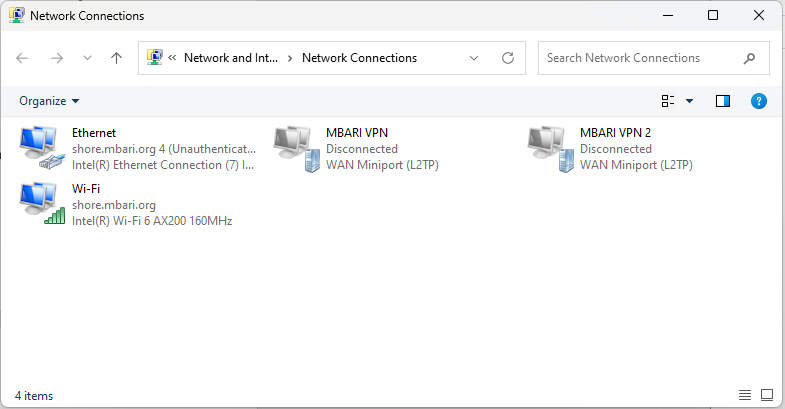 Network Connections
« Network and Int... > Network Connections
Search Network Connections
Organize
Ethernet
shore.mbari.org 4 (Unauthenticat...
Intel(R) Ethernet Connection (7) I...
MBARI VPN
Disconnected
WAN Miniport (L2TP)
MBARI VPN 2
Disconnected
WAN Miniport (L2TP)
Wi-Fi
shore.mbari.org
Intel(R) Wi-Fi 6 AX200 160MHz
4 items